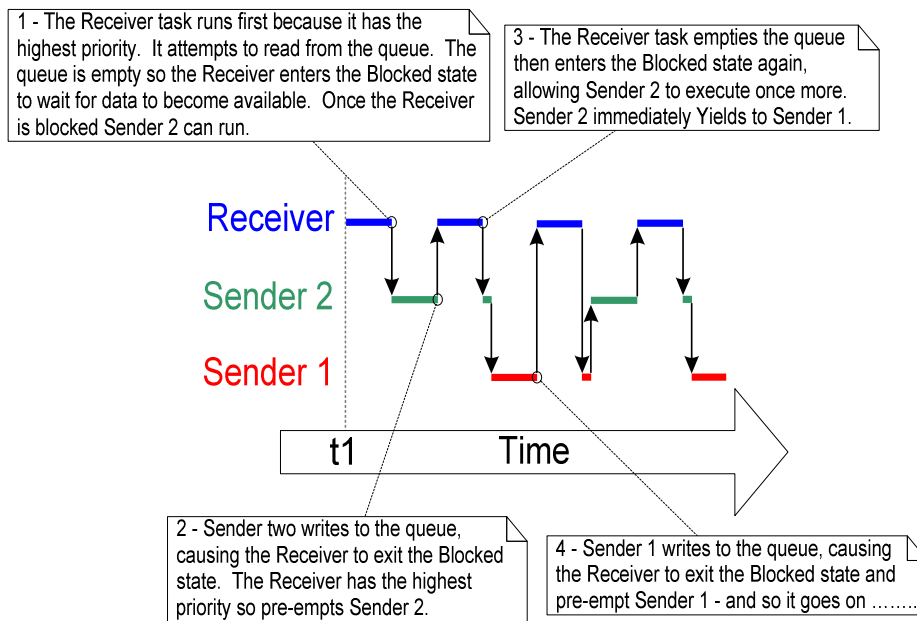 1 - The Receiver task runs first because it has the
highest priority.  It attempts to read from the queue.  The
queue is empty so the Receiver enters the Blocked state
to wait for data to become available.  Once the Receiver
is blocked Sender 2 can run.
3 - The Receiver task empties the queue
then enters the Blocked state again,
allowing Sender 2 to execute once more.
Sender 2 immediately Yields to Sender 1.
Receiver
Sender 2
Sender 1
t1
Time
2 - Sender two writes to the queue,
causing the Receiver to exit the Blocked
state.  The Receiver has the highest
priority so pre-empts Sender 2.
4 - Sender 1 writes to the queue, causing
the Receiver to exit the Blocked state and
pre-empt Sender 1 - and so it goes on ........